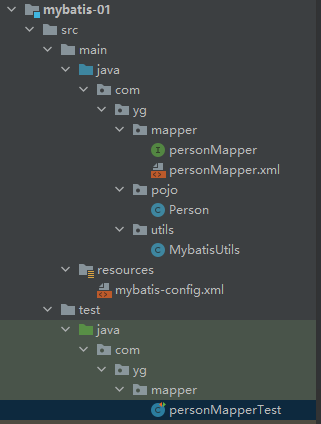 mybatis-01
src
main
java
com
yg
mapper
personMapper
personMapper.xml
pojo
Person
utils
MybatisUtils
resources
mybatis-config.xml
test
java
com
yg
mapper
personMapperTest